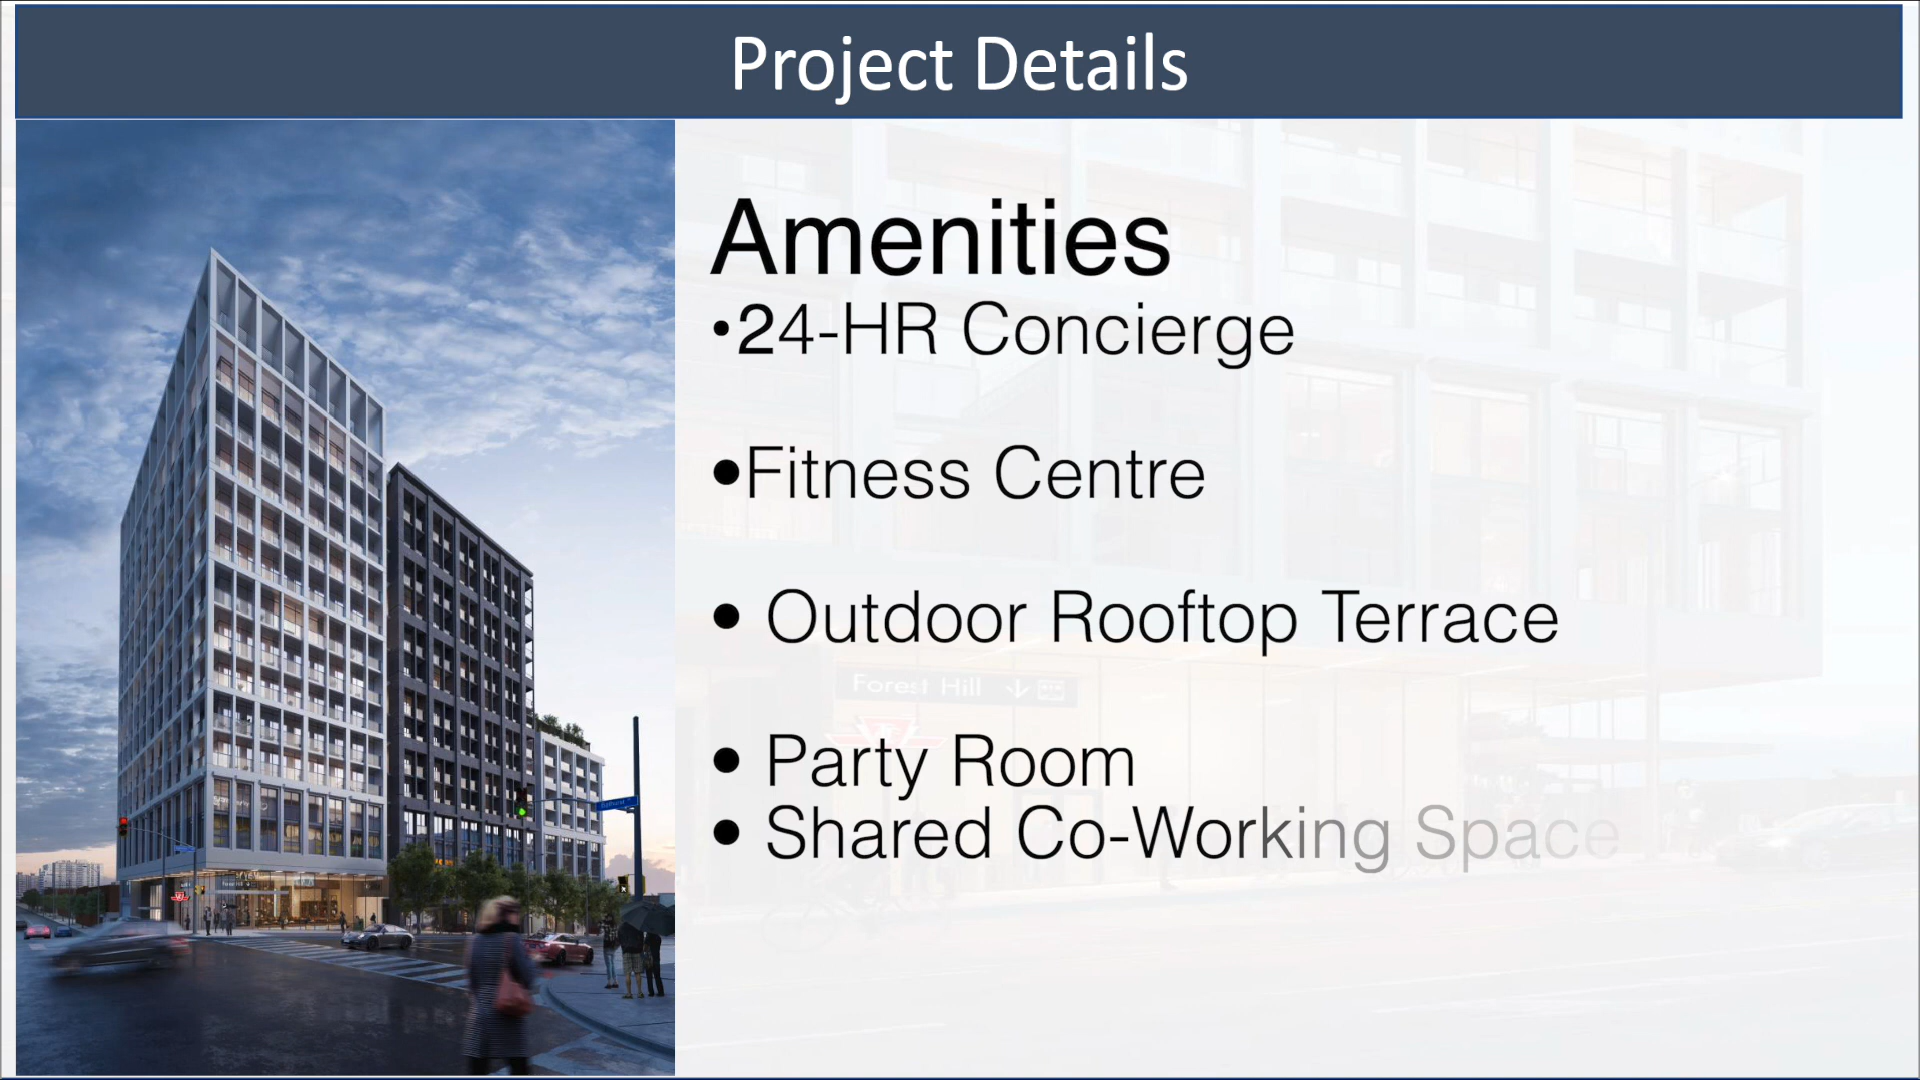 Project Details
Amenities
•24-HR Concierge
•Fitness Centre
• Outdoor Rooftop Terrace
Forest Hill
• Party Room
• Shared Co-Working Space